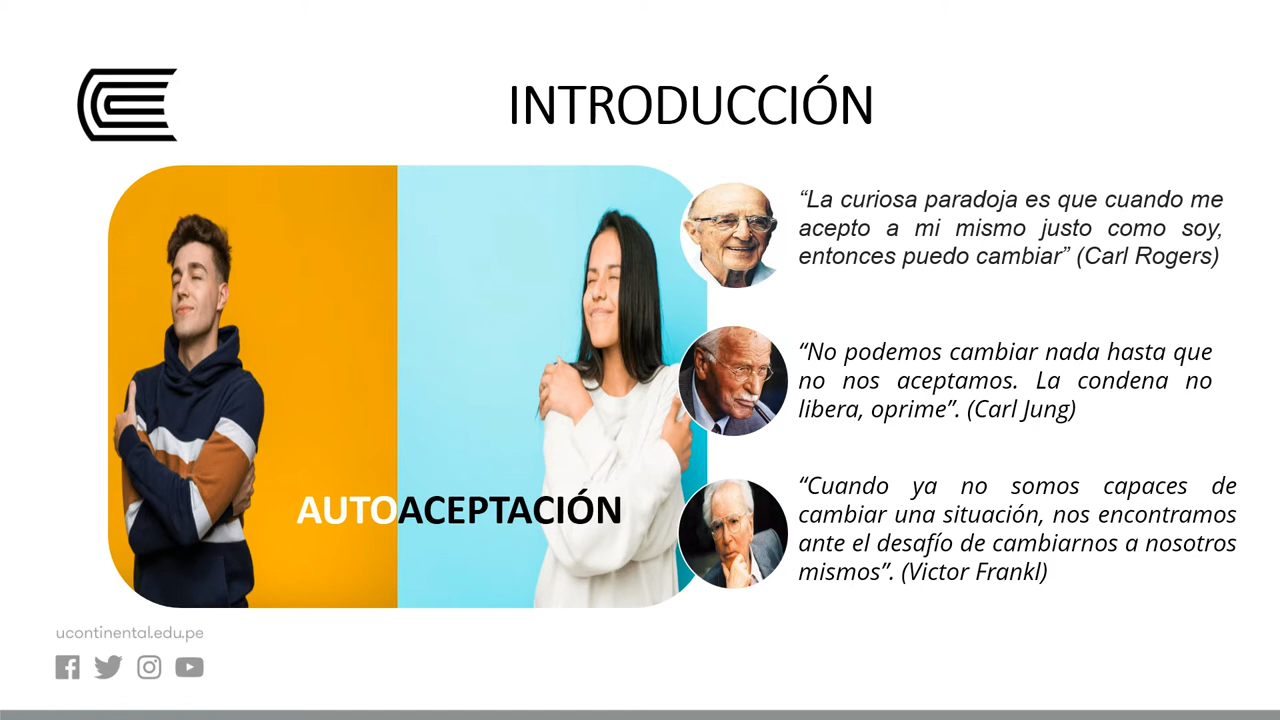 INTRODUCCIÓN
“La curiosa paradoja es que cuando me
acepto a mi mismo justo como soy,
entonces puedo cambiar” (Carl Rogers)
“No podemos cambiar nada hasta que
no nos aceptamos. La condena no
libera, oprime”. (Carl Jung)
“Cuando ya no somos capaces de
cambiar una situación, nos encontramos
ante el desafío de cambiarnos a nosotros
mismos”. (Victor Frankl)
AUTOACEPTACIÓN
ucontinental.edu.pe